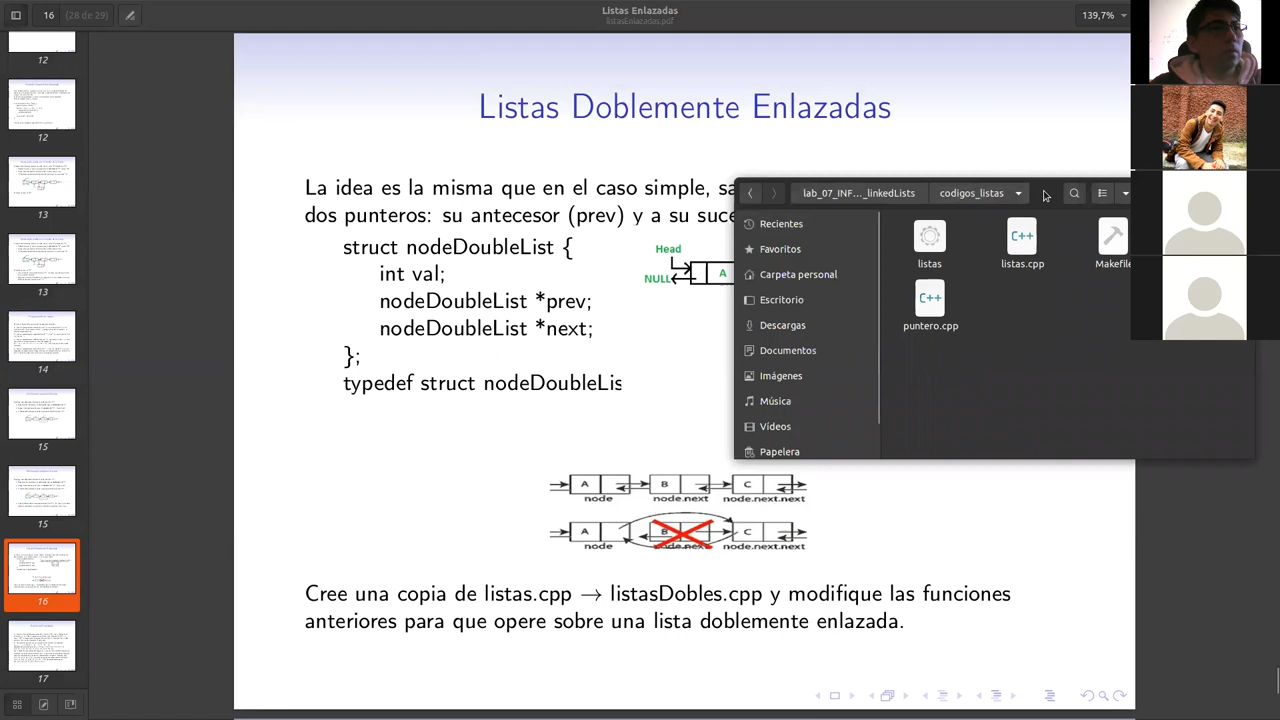 16
(28 de 29)
Listas Enlazadas
listasEnlazadas.pdf
139,7%
12
12
13
13
14
15
15
16
17
Listas Doblemente Enlazadas
La idea es la misma que en el caso simple, sa
dos punteros: su antecesor (prev) y a su suce
struct nodeDoubleList {
int val;
nodeDoubleList *prev;
nodeDoubleList *next;
};
typedef struct nodeDoubleLis
Head
NULL
A
lab_07_INF…_linkedLists
codigos_listas
Recientes
Favoritos
Carpeta personal
Escritorio
Descargas
Documentos
Imágenes
Música
Vídeos
Papelera
listas
C++
listas.cpp
Makefile
C++
puntero.cpp
A B C
node node.next node.next.next
A B C
node node.next node.next.next
Cree una copia de listas.cpp → listasDobles.cpp y modifique las funciones
anteriores para que opere sobre una lista doblemente enlazada.